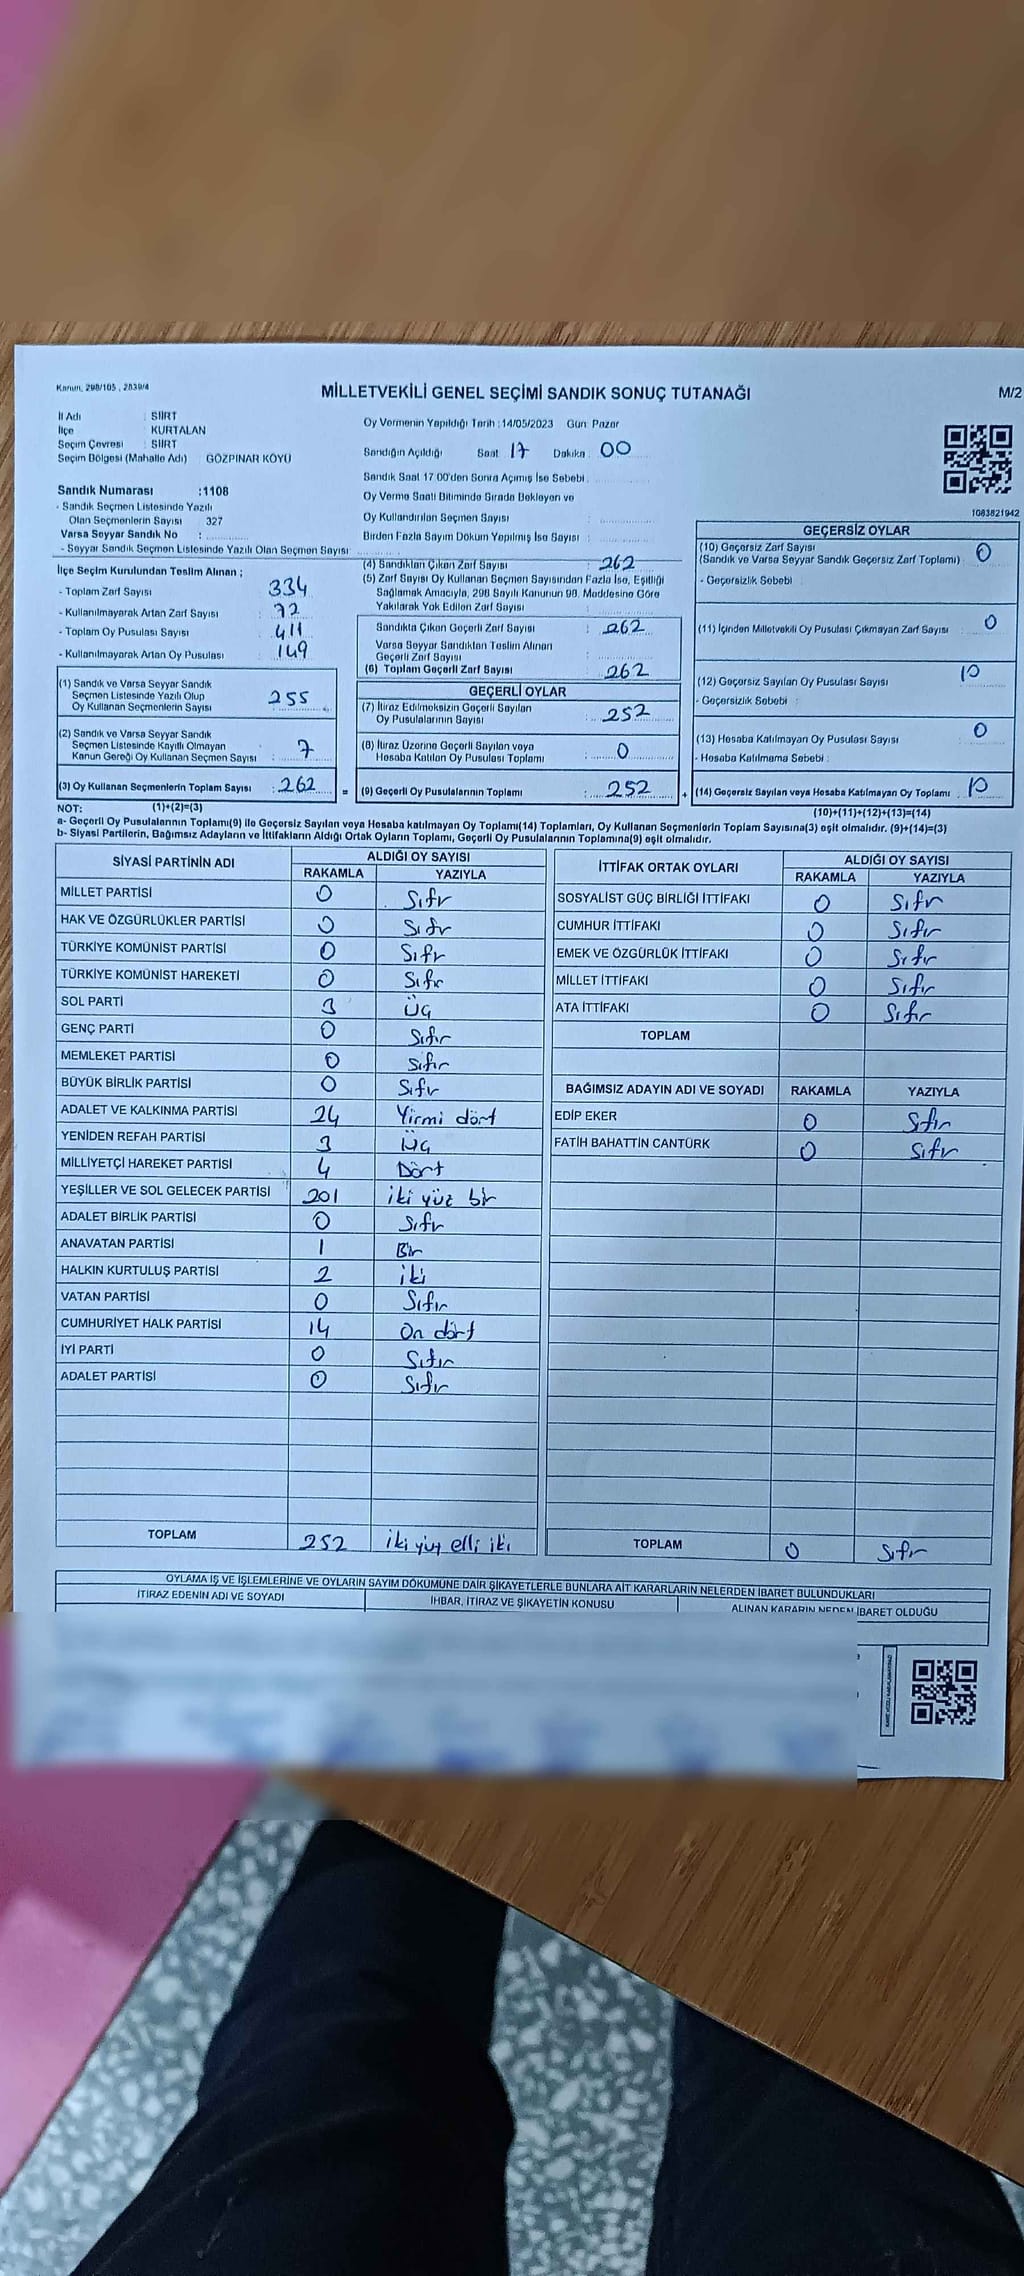 Kanun, 298/105 , 2839/4
MİLLETVEKİLİ GENEL SEÇİMİ SANDIK SONUÇ TUTANAĞI
M/2
İl Adı : SİİRT
İlçe : KURTALAN
Seçim Çevresi : SİİRT
Seçim Bölgesi (Mahalle Adı) : GÖZPINAR KÖYÜ
Sandık Numarası :1108
- Sandık Seçmen Listesinde Yazılı
Olan Seçmenlerin Sayısı : 327
Varsa Seyyar Sandık No :
- Seyyar Sandık Seçmen Listesinde Yazılı Olan Seçmen Sayısı:
Oy Vermenin Yapıldığı Tarih :14/05/2023 Gün: Pazar
Sandığın Açıldığı Saat 17 Dakika : 00
Sandık Saat 17:00'den Sonra Açılmış İse Sebebi :
Oy Verme Saati Bitiminde Sırada Bekleyen ve
Oy Kullandırılan Seçmen Sayısı :
Birden Fazla Sayım Döküm Yapılmış İse Sayısı :
1083821942
İlçe Seçim Kurulundan Teslim Alınan ;
- Toplam Zarf Sayısı : 334
- Kullanılmayarak Artan Zarf Sayısı : 72
- Toplam Oy Pusulası Sayısı : 411
- Kullanılmayarak Artan Oy Pusulası : 149
(1) Sandık ve Varsa Seyyar Sandık
Seçmen Listesinde Yazılı Olup
Oy Kullanan Seçmenlerin Sayısı : 255
(2) Sandık ve Varsa Seyyar Sandık
Seçmen Listesinde Kayıtlı Olmayan
Kanun Gereği Oy Kullanan Seçmen Sayısı : 7
(3) Oy Kullanan Seçmenlerin Toplam Sayısı : 262 =
(4) Sandıktan Çıkan Zarf Sayısı : 262
(5) Zarf Sayısı Oy Kullanan Seçmen Sayısından Fazla İse, Eşitliği
Sağlamak Amacıyla, 298 Sayılı Kanunun 98. Maddesine Göre
Yakılarak Yok Edilen Zarf Sayısı :
Sandıkta Çıkan Geçerli Zarf Sayısı : 262
Varsa Seyyar Sandıktan Teslim Alınan
Geçerli Zarf Sayısı :
(6) Toplam Geçerli Zarf Sayısı : 262
GEÇERLİ OYLAR
(7) İtiraz Edilmeksizin Geçerli Sayılan
Oy Pusulalarının Sayısı : 252
(8) İtiraz Üzerine Geçerli Sayılan veya
Hesaba Katılan Oy Pusulası Toplamı : 0
(9) Geçerli Oy Pusulalarının Toplamı : 252 +
GEÇERSİZ OYLAR
(10) Geçersiz Zarf Sayısı
(Sandık ve Varsa Seyyar Sandık Geçersiz Zarf Toplamı) : 0
- Geçersizlik Sebebi :
(11) İçinden Milletvekili Oy Pusulası Çıkmayan Zarf Sayısı : 0
(12) Geçersiz Sayılan Oy Pusulası Sayısı : 10
- Geçersizlik Sebebi :
(13) Hesaba Katılmayan Oy Pusulası Sayısı : 0
- Hesaba Katılmama Sebebi :
(14) Geçersiz Sayılan veya Hesaba Katılmayan Oy Toplamı : 10
NOT: (1)+(2)=(3) (10)+(11)+(12)+(13)=(14)
a- Geçerli Oy Pusulalarının Toplamı(9) ile Geçersiz Sayılan veya Hesaba katılmayan Oy Toplamı(14) Toplamları, Oy Kullanan Seçmenlerin Toplam Sayısına(3) eşit olmalıdır. (9)+(14)=(3)
b- Siyasi Partilerin, Bağımsız Adayların ve İttifakların Aldığı Ortak Oyların Toplamı, Geçerli Oy Pusulalarının Toplamına(9) eşit olmalıdır.
SİYASİ PARTİNİN ADI ALDIĞI OY SAYISI
RAKAMLA YAZIYLA
MİLLET PARTİSİ 0 Sıfr
HAK VE ÖZGÜRLÜKLER PARTİSİ 0 Sıfr
TÜRKİYE KOMÜNİST PARTİSİ 0 Sıfr
TÜRKİYE KOMÜNİST HAREKETİ 0 Sıfır
SOL PARTİ 3 Üç
GENÇ PARTİ 0 Sıfır
MEMLEKET PARTİSİ 0 Sıfır
BÜYÜK BİRLİK PARTİSİ 0 Sıfr
ADALET VE KALKINMA PARTİSİ 24 Yirmi dört
YENİDEN REFAH PARTİSİ 3 Üç
MİLLİYETÇİ HAREKET PARTİSİ 4 Dört
YEŞİLLER VE SOL GELECEK PARTİSİ 201 iki yüz bir
ADALET BİRLİK PARTİSİ 0 Sıfr
ANAVATAN PARTİSİ 1 Bir
HALKIN KURTULUŞ PARTİSİ 2 iki
VATAN PARTİSİ 0 Sıfır
CUMHURİYET HALK PARTİSİ 14 On dört
İYİ PARTİ 0 Sıfır
ADALET PARTİSİ 0 Sıfır
TOPLAM 252 iki yüz elli iki
İTTİFAK ORTAK OYLARI ALDIĞI OY SAYISI
RAKAMLA YAZIYLA
SOSYALİST GÜÇ BİRLİĞİ İTTİFAKI 0 Sıfır
CUMHUR İTTİFAKI 0 Sıfır
EMEK VE ÖZGÜRLÜK İTTİFAKI 0 Sıfır
MİLLET İTTİFAKI 0 Sıfır
ATA İTTİFAKI 0 Sıfır
TOPLAM
BAĞIMSIZ ADAYIN ADI VE SOYADI RAKAMLA YAZIYLA
EDİP EKER 0 Sıfır
FATİH BAHATTİN CANTÜRK 0 Sıfır
TOPLAM 0 Sıfr
OYLAMA İŞ VE İŞLEMLERİNE VE OYLARIN SAYIM DÖKÜMÜNE DAİR ŞİKAYETLERLE BUNLARA AİT KARARLARIN NELERDEN İBARET BULUNDUKLARI
İTİRAZ EDENİN ADI VE SOYADI İHBAR, İTİRAZ VE ŞİKAYETİN KONUSU ALINAN KARARIN NEDEN İBARET OLDUĞU